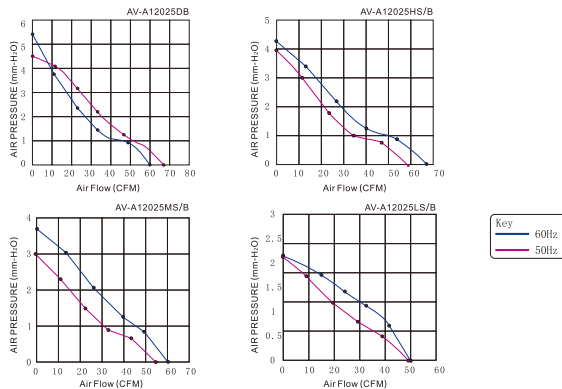 AV-A12025DB
AIR PRESSURE (mm-H2O)
6
5
4
3
2
1
0
0 10 20 30 40 50 60 70 80
Air Flow (CFM)
AV-A12025HS/B
AIR PRESSURE (mm-H2O)
5
4
3
2
1
0
0 10 20 30 40 50 60 70
Air Flow (CFM)
AV-A12025MS/B
AIR PRESSURE (mm-H2O)
4
3
2
1
0
0 10 20 30 40 50 60 70
Air Flow (CFM)
AV-A12025LS/B
AIR PRESSURE (mm-H2O)
3
2.5
2
1.5
1
0.5
0
0 10 20 30 40 50 60
Air Flow (CFM)
Key
60Hz
50Hz